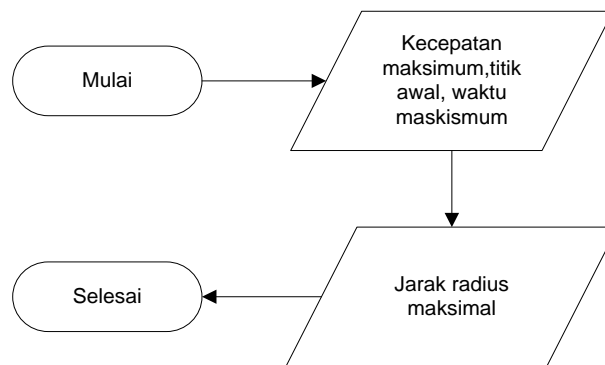 Mulai
Kecepatan
maksimum,titik
awal, waktu
maskismum
Jarak radius
maksimal
Selesai